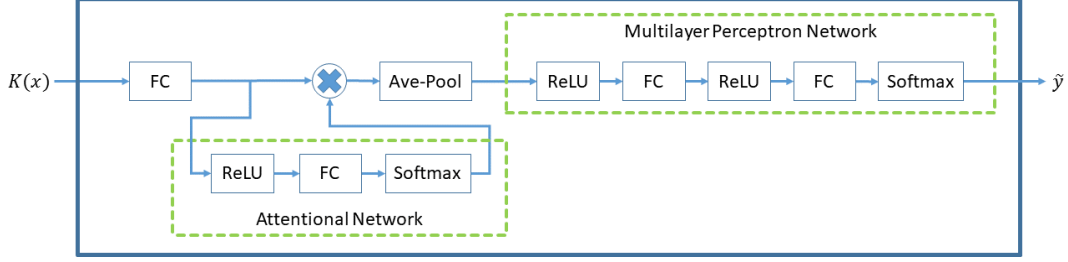 Multilayer Perceptron Network
K(x)
FC
Ave-Pool
ReLU
FC
ReLU
FC
Softmax
ỹ
ReLU
FC
Softmax
Attentional Network